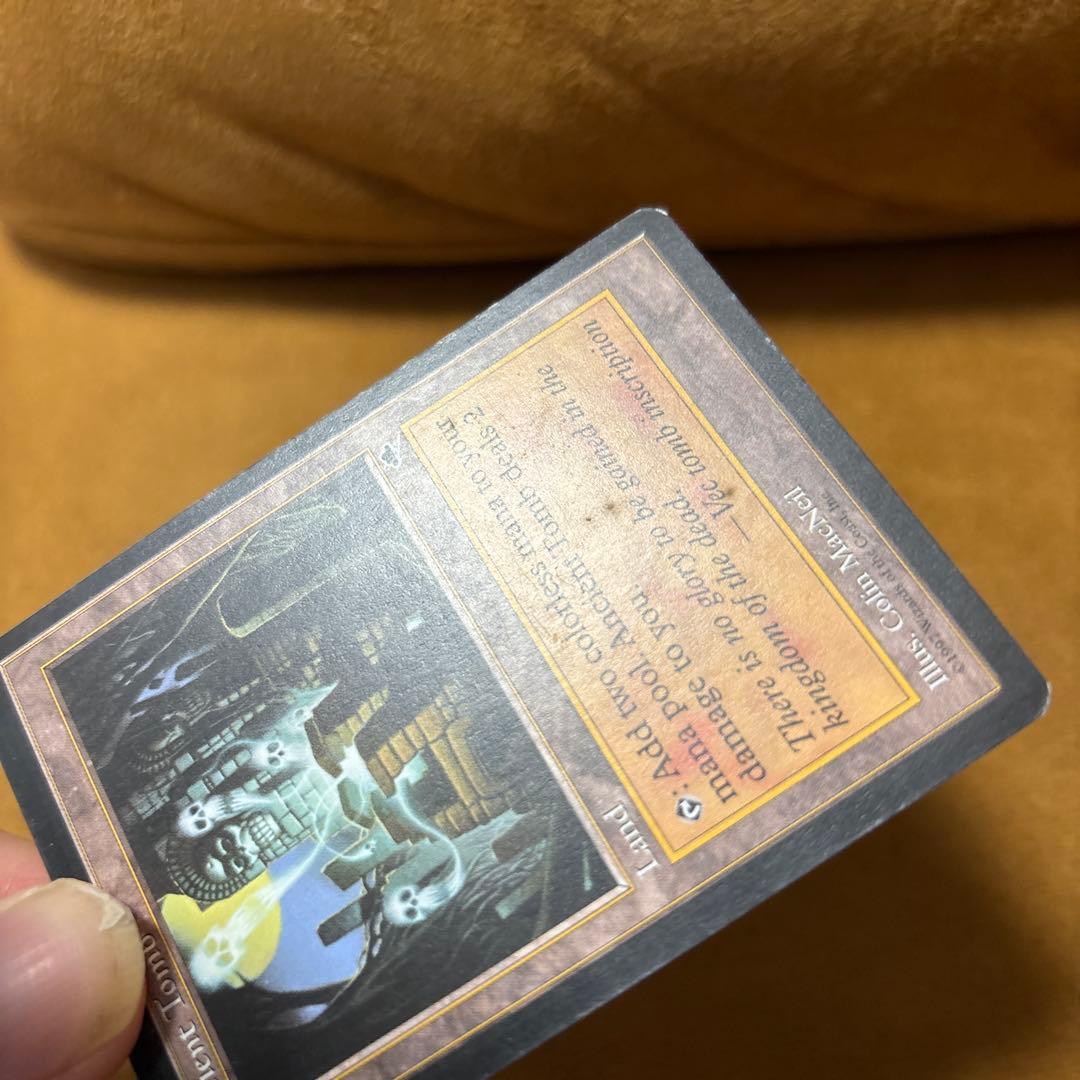 ient Tomb
Land
: Add two colorless mana to your
mana pool. Ancient Tomb deals 2
damage to you.
There is no glory to be gained in the
kingdom of the dead.
—Vec tomb inscription
Illus. Colin MacNeil
©1997 Wizards of the Coast, Inc.